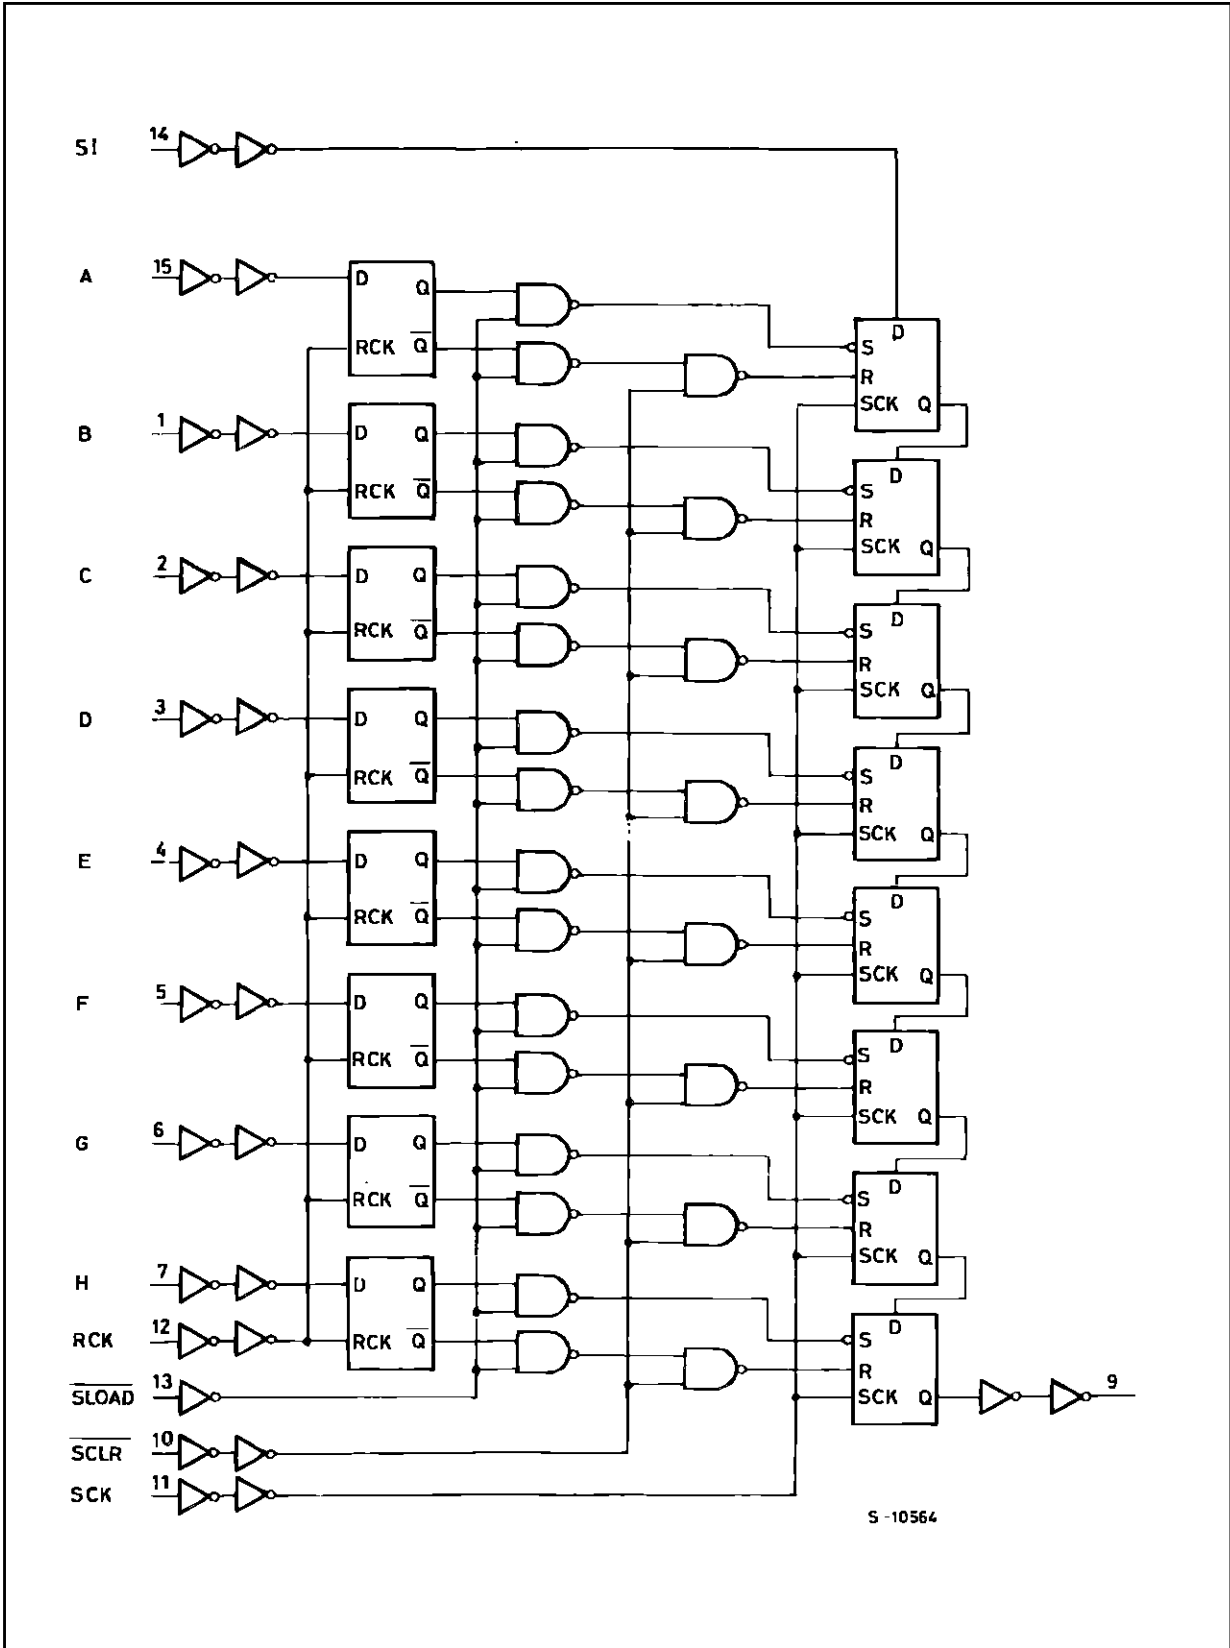 SI 14
A 15
D Q D
RCK Q̅ S
R
SCK Q
B 1
D Q D
RCK Q̅ S
R
SCK Q
C 2
D Q D
RCK Q̅ S
R
SCK Q
D 3
D Q D
RCK Q̅ S
R
SCK Q
E 4
D Q D
RCK Q̅ S
R
SCK Q
F 5
D Q D
RCK Q̅ S
R
SCK Q
G 6
D Q D
RCK Q̅ S
R
SCK Q
H 7
D Q D
RCK 12
RCK Q̅ S
R
SLOAD 13
SCK Q 9
SCLR 10
SCK 11
S-10564